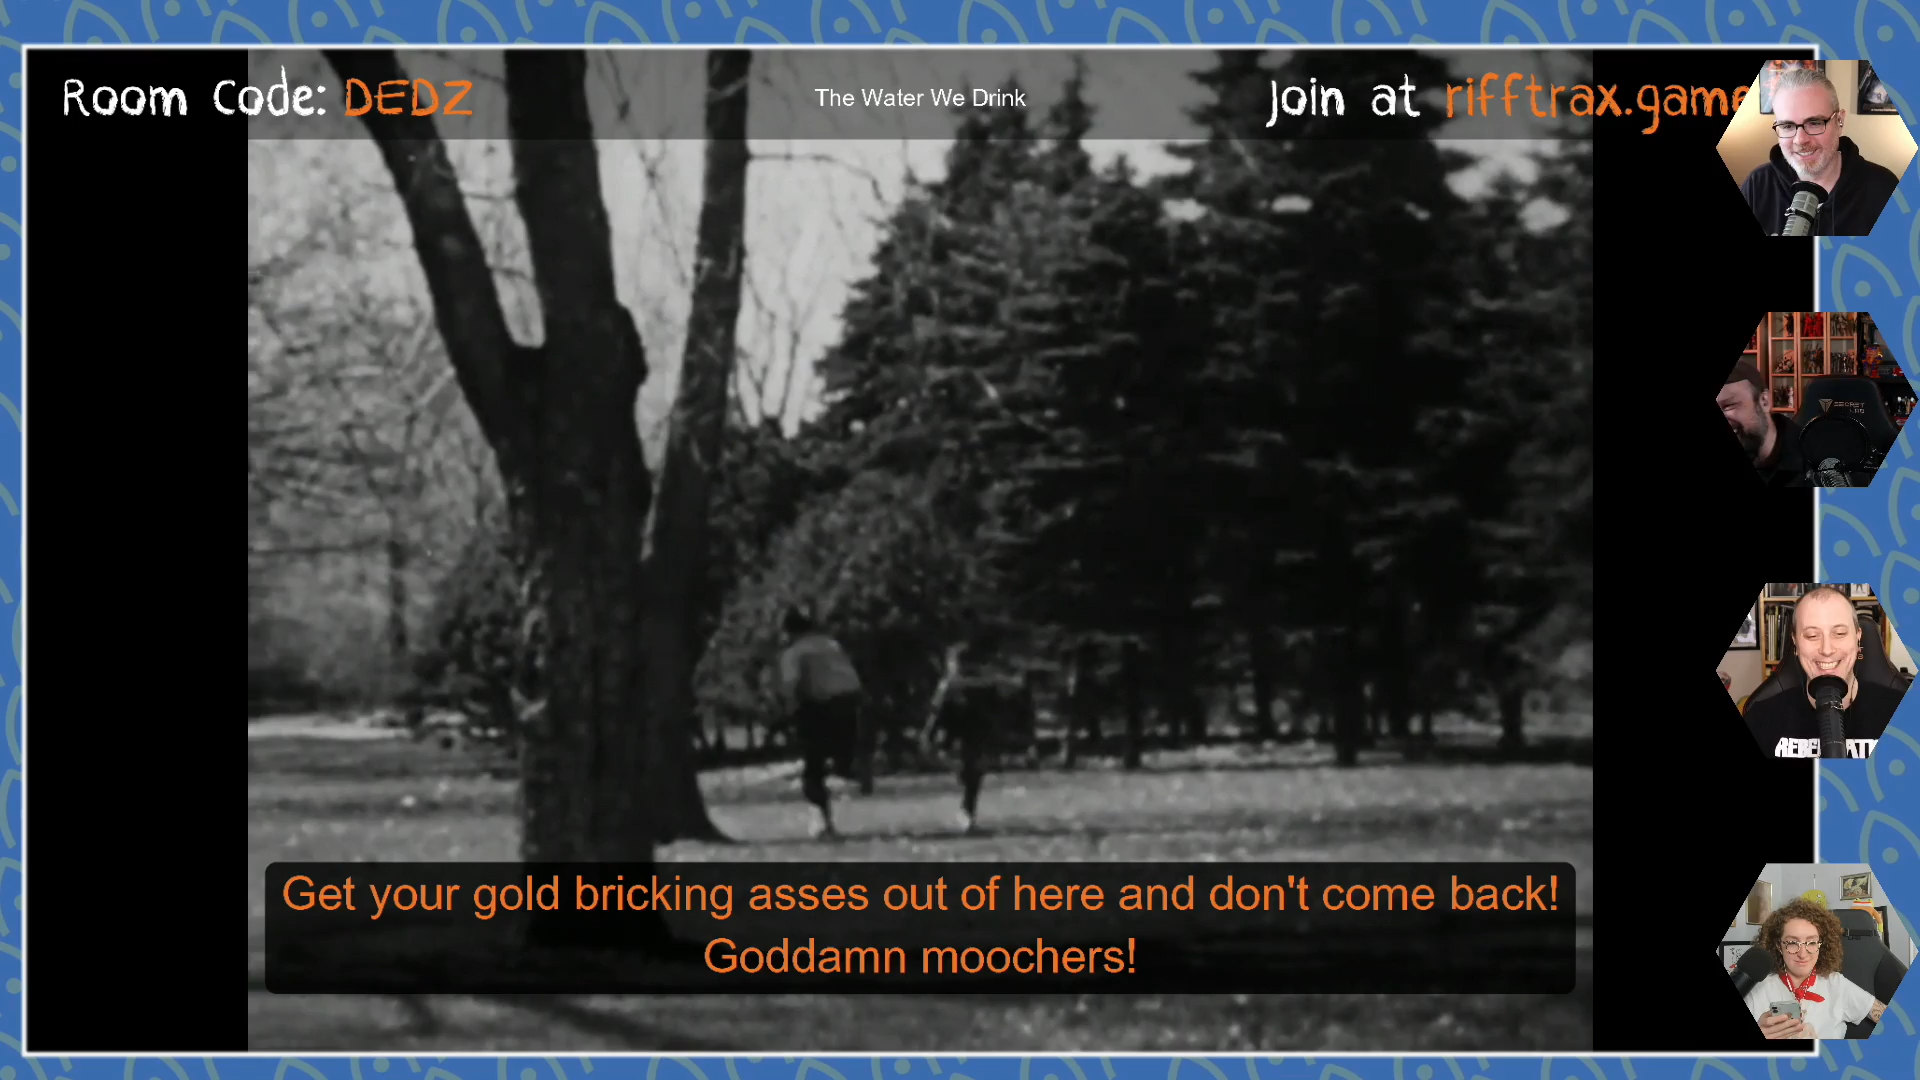 Room Code: DEDZ
The Water We Drink
Join at rifftrax.game
Get your gold bricking asses out of here and don't come back!
Goddamn moochers!